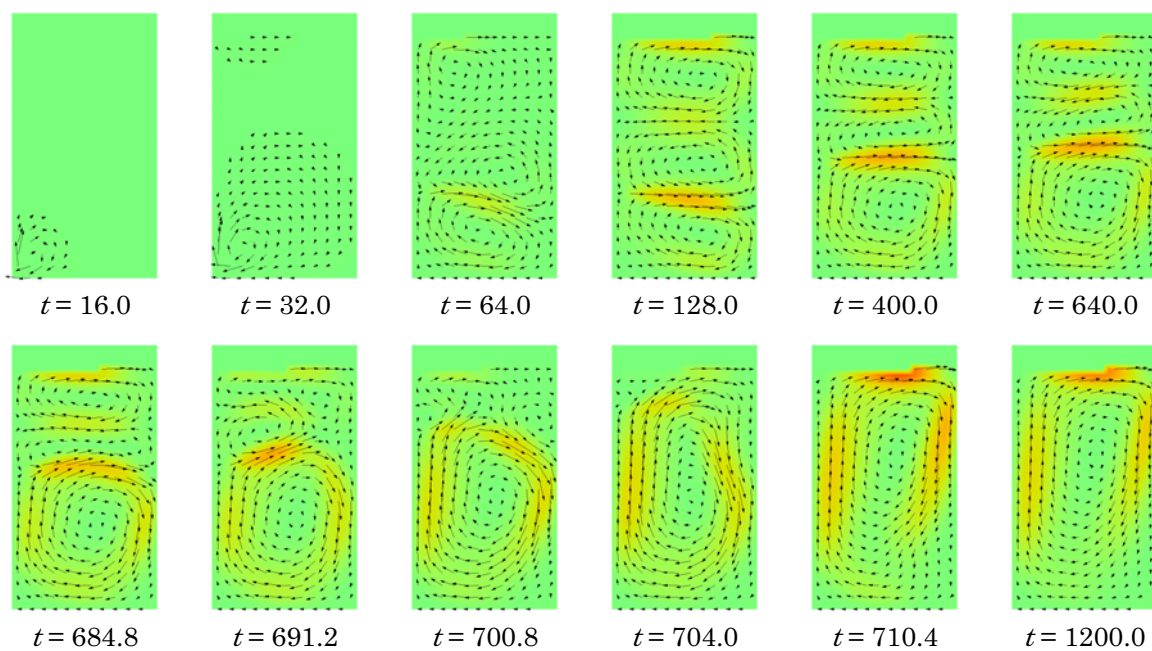 t = 16.0 t = 32.0 t = 64.0 t = 128.0 t = 400.0 t = 640.0
t = 684.8 t = 691.2 t = 700.8 t = 704.0 t = 710.4 t = 1200.0